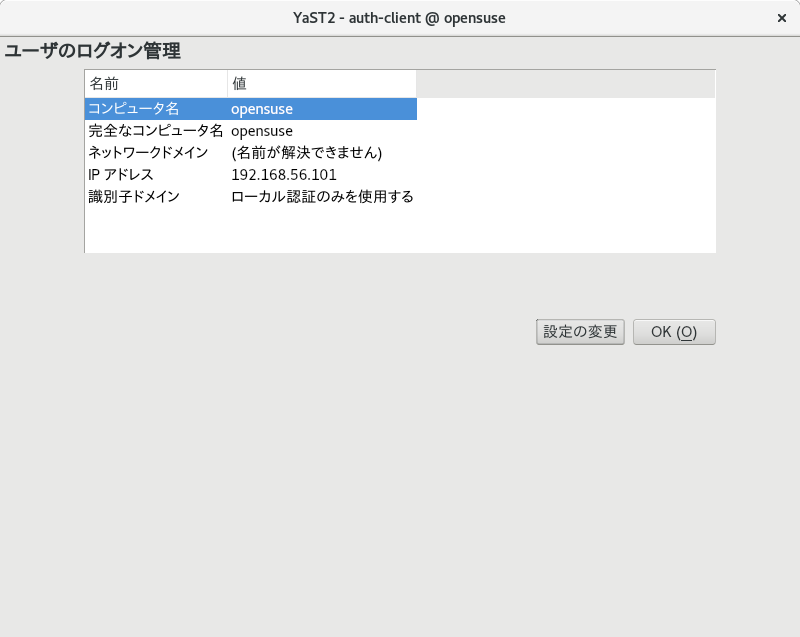 YaST2 - auth-client @ opensuse
ユーザのログオン管理
名前 値
コンピュータ名 opensuse
完全なコンピュータ名 opensuse
ネットワークドメイン (名前が解決できません)
IP アドレス 192.168.56.101
識別子ドメイン ローカル認証のみを使用する
設定の変更 OK (O)